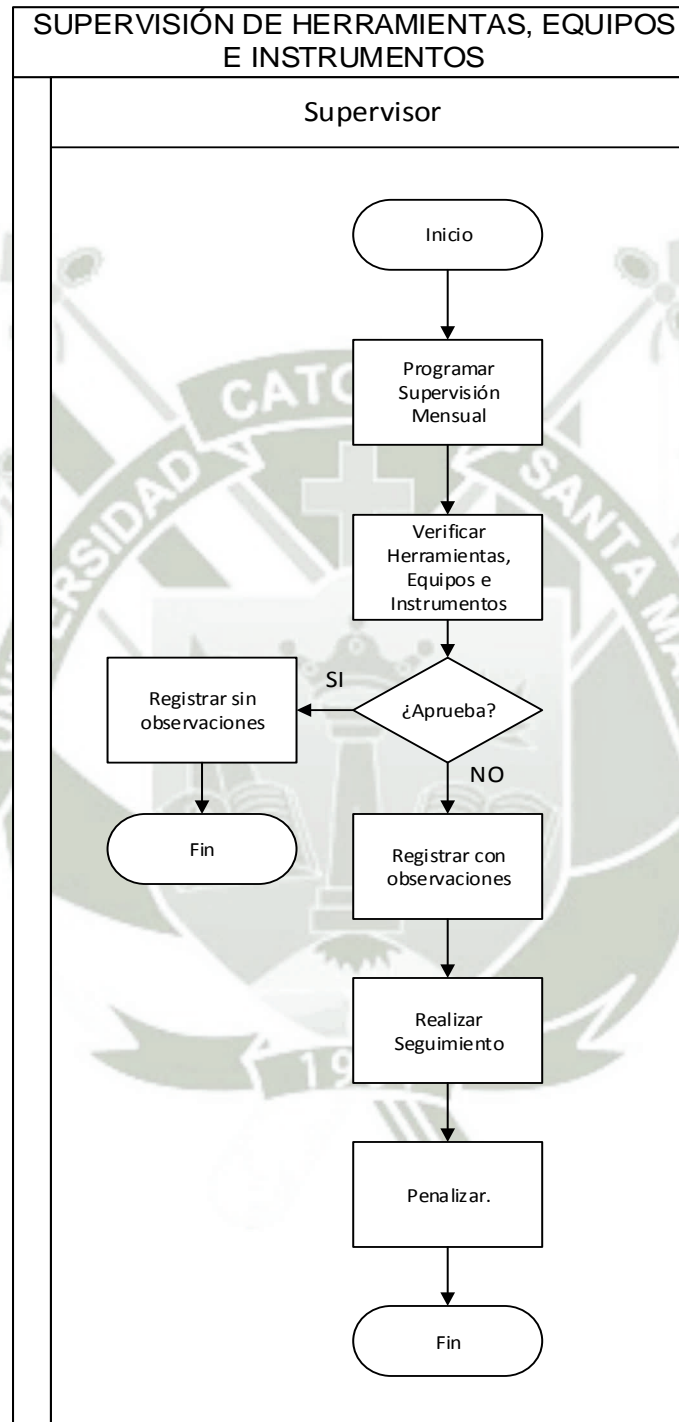 SUPERVISIÓN DE HERRAMIENTAS, EQUIPOS
E INSTRUMENTOS
Supervisor
Inicio
Programar
Supervisión
Mensual
Verificar
Herramientas,
Equipos e
Instrumentos
¿Aprueba?
SI
Registrar sin
observaciones
Fin
NO
Registrar con
observaciones
Realizar
Seguimiento
Penalizar.
Fin